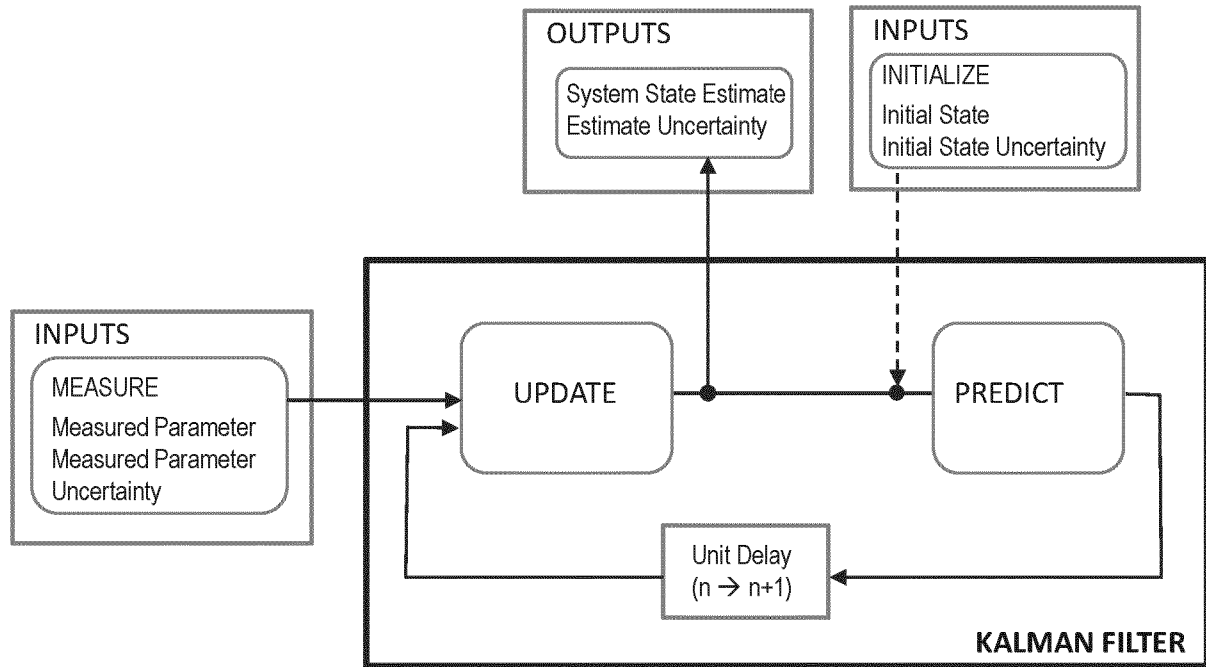 OUTPUTS
System State Estimate
Estimate Uncertainty
INPUTS
INITIALIZE
Initial State
Initial State Uncertainty
INPUTS
MEASURE
Measured Parameter
Measured Parameter
Uncertainty
UPDATE
PREDICT
Unit Delay
(n → n+1)
KALMAN FILTER